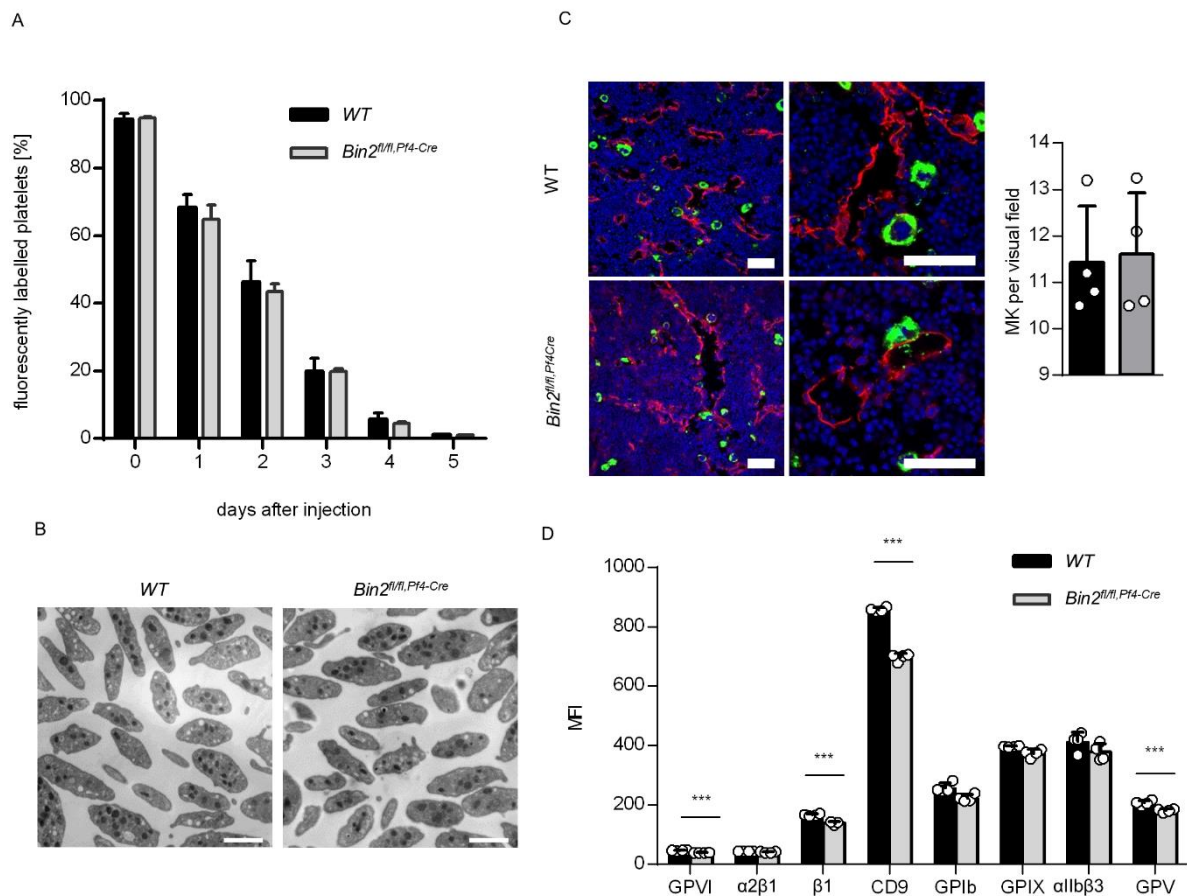 A
100
80
60
40
20
0
fluorescently labelled platelets [%]
WT
Bin2fl/fl,Pf4-Cre
0 1 2 3 4 5
days after injection
B
WT Bin2fl/fl,Pf4-Cre
C
WT
Bin2fl/fl,Pf4Cre
14
13
12
11
10
9
MK per visual field
D
1000
800
600
400
200
0
MFI
WT
Bin2fl/fl,Pf4-Cre
***
***
***
***
GPVI α2β1 β1 CD9 GPIb GPIX αIIbβ3 GPV